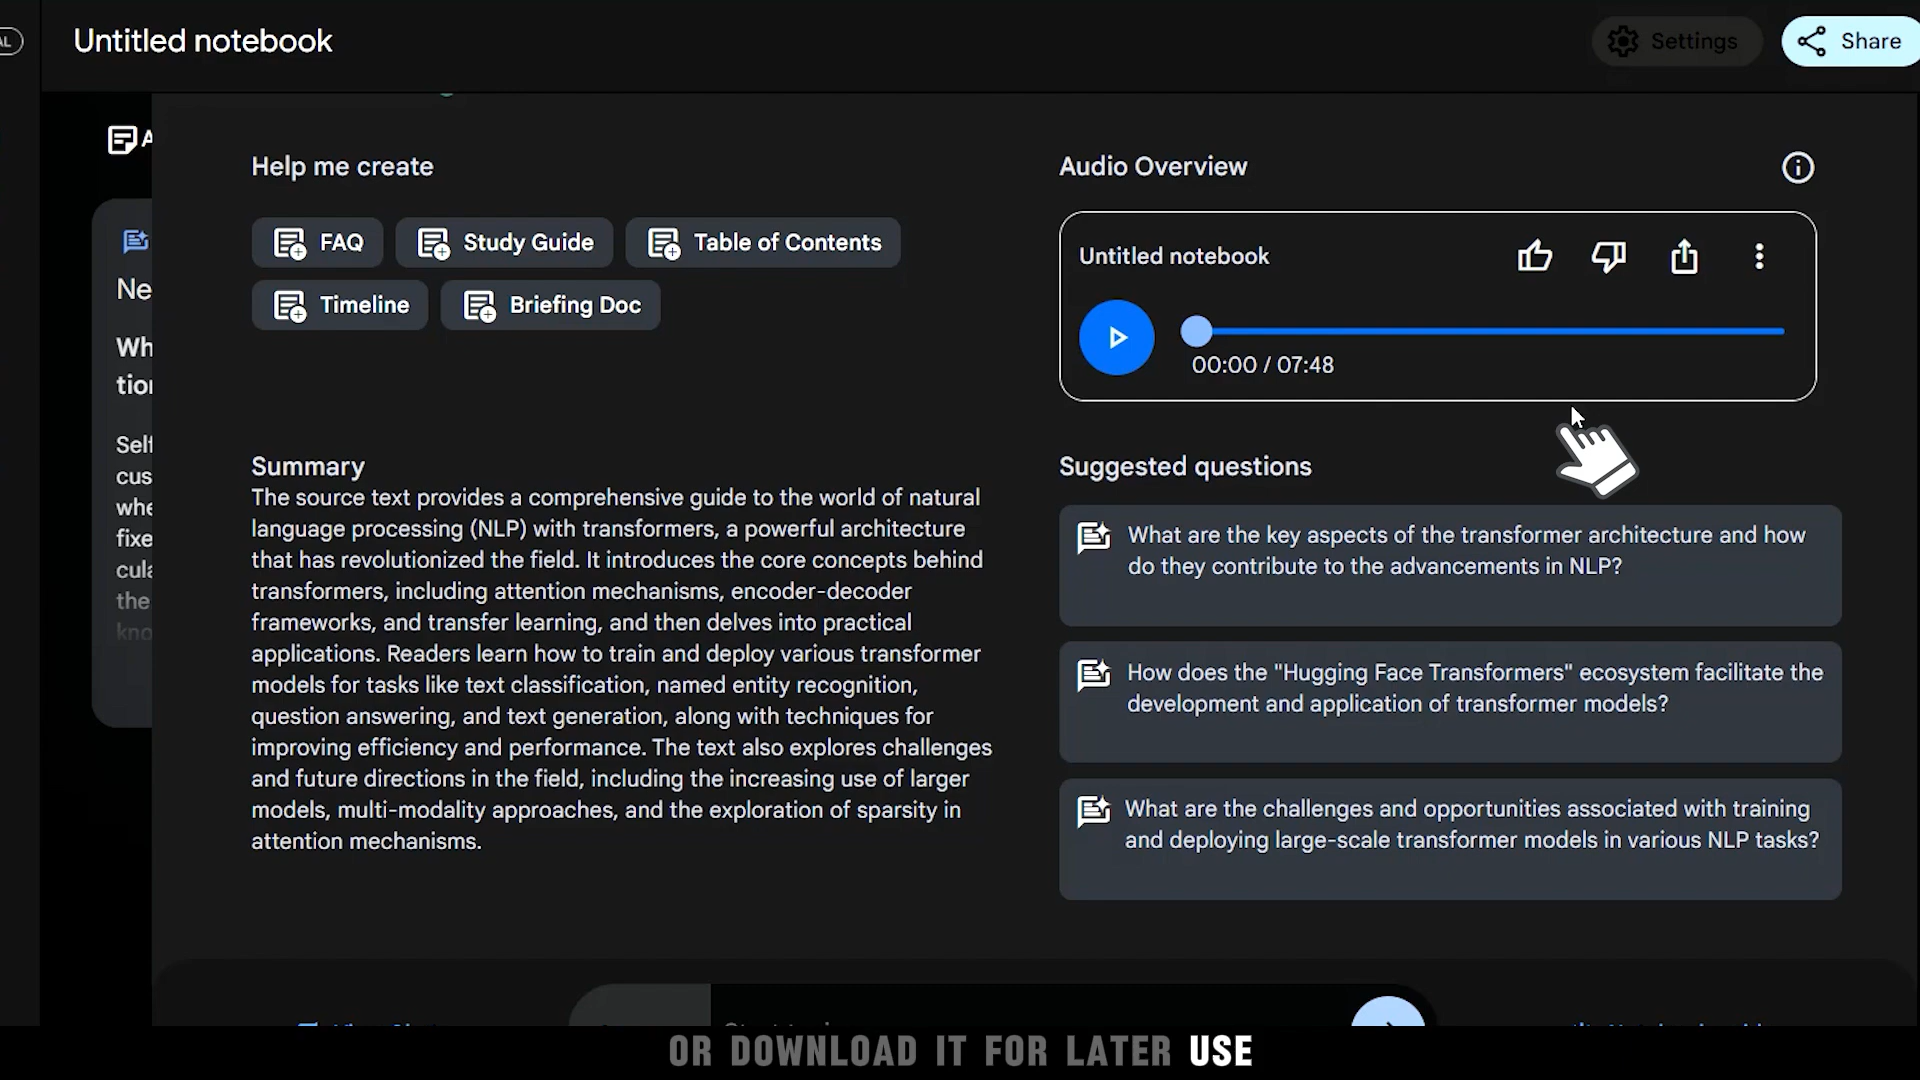 AL
Untitled notebook
Settings
Share
A
Ne
Wh
tion
Self
cus
whe
fixe
cula
the
kno
Help me create
FAQ
Study Guide
Table of Contents
Timeline
Briefing Doc
Audio Overview
Untitled notebook
00:00 / 07:48
Summary
The source text provides a comprehensive guide to the world of natural
language processing (NLP) with transformers, a powerful architecture
that has revolutionized the field. It introduces the core concepts behind
transformers, including attention mechanisms, encoder-decoder
frameworks, and transfer learning, and then delves into practical
applications. Readers learn how to train and deploy various transformer
models for tasks like text classification, named entity recognition,
question answering, and text generation, along with techniques for
improving efficiency and performance. The text also explores challenges
and future directions in the field, including the increasing use of larger
models, multi-modality approaches, and the exploration of sparsity in
attention mechanisms.
Suggested questions
What are the key aspects of the transformer architecture and how
do they contribute to the advancements in NLP?
How does the "Hugging Face Transformers" ecosystem facilitate the
development and application of transformer models?
What are the challenges and opportunities associated with training
and deploying large-scale transformer models in various NLP tasks?
OR DOWNLOAD IT FOR LATER USE